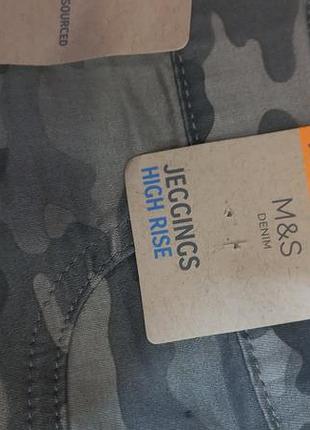 SOURCED
M&S
DENIM
JEGGINGS
HIGH RISE